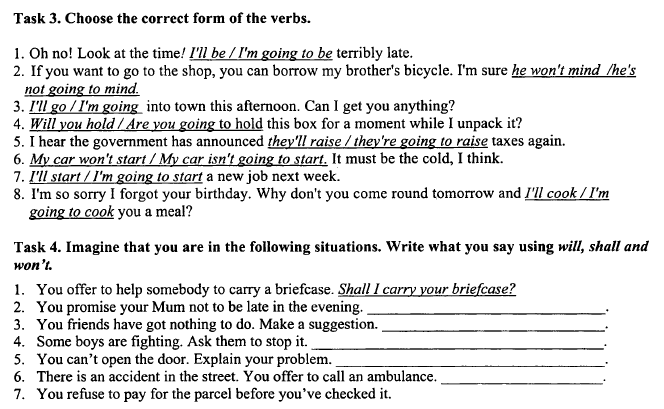 Task 3. Choose the correct form of the verbs.
1. Oh no! Look at the time! I'll be / I'm going to be terribly late.
2. If you want to go to the shop, you can borrow my brother's bicycle. I'm sure he won't mind /he's
not going to mind.
3. I'll go / I'm going into town this afternoon. Can I get you anything?
4. Will you hold / Are you going to hold this box for a moment while I unpack it?
5. I hear the government has announced they'll raise / they're going to raise taxes again.
6. My car won't start / My car isn't going to start. It must be the cold, I think.
7. I'll start / I'm going to start a new job next week.
8. I'm so sorry I forgot your birthday. Why don't you come round tomorrow and I'll cook / I'm
going to cook you a meal?
Task 4. Imagine that you are in the following situations. Write what you say using will, shall and
won't.
1. You offer to help somebody to carry a briefcase. Shall I carry your briefcase?
2. You promise your Mum not to be late in the evening. ______________________.
3. You friends have got nothing to do. Make a suggestion. ______________________.
4. Some boys are fighting. Ask them to stop it. ______________________.
5. You can't open the door. Explain your problem. ______________________.
6. There is an accident in the street. You offer to call an ambulance. ________________.
7. You refuse to pay for the parcel before you've checked it.